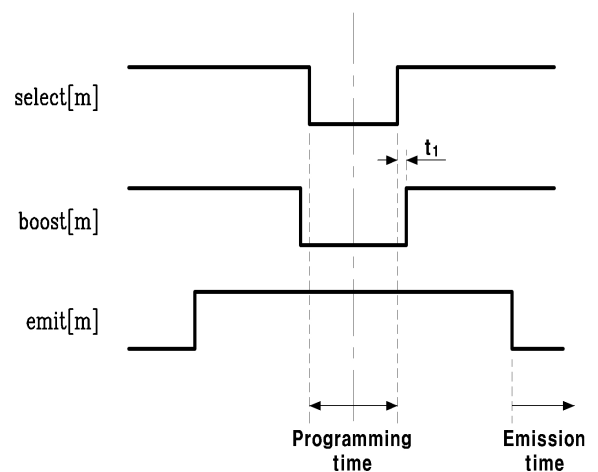 select[m]
t1
boost[m]
emit[m]
Programming
time
Emission
time